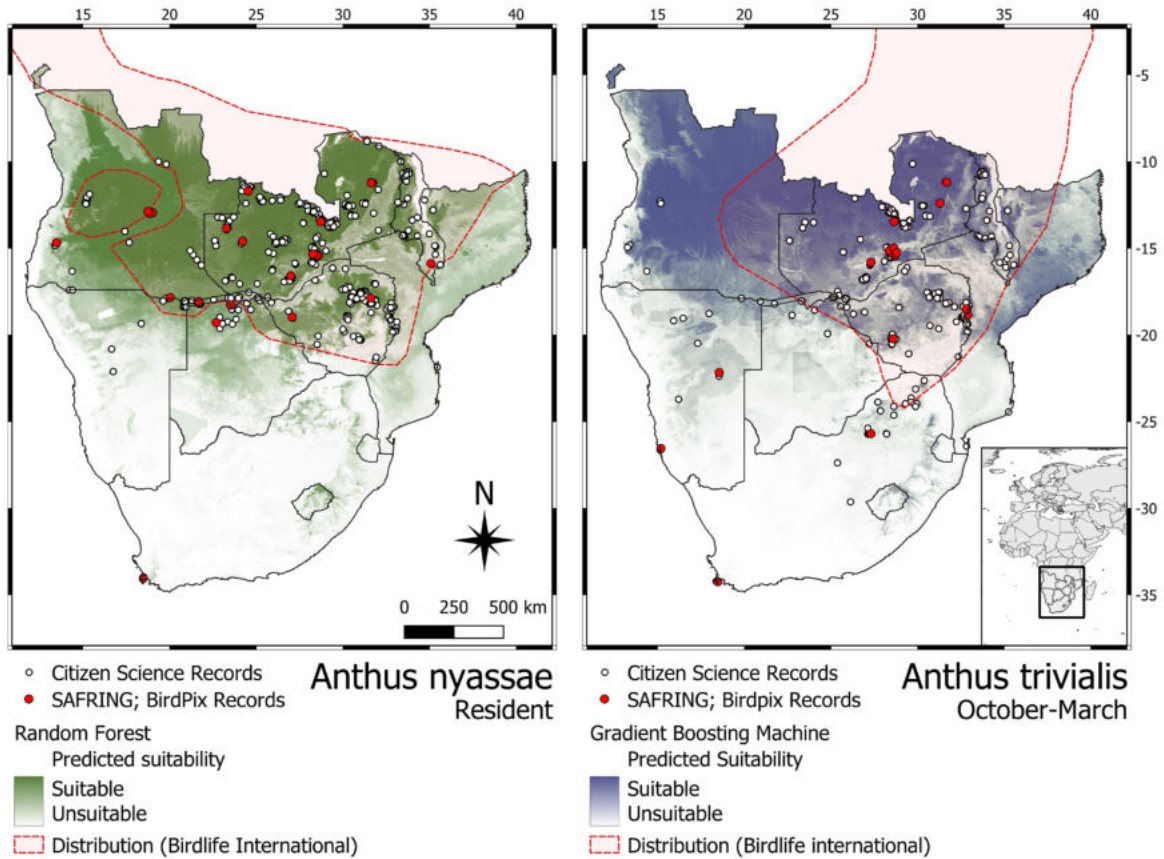 15 20 25 30 35 40
15 20 25 30 35 40
-5
-10
-15
-20
-25
-30
-35
N
0 250 500 km
Citizen Science Records
SAFRING; BirdPix Records
Anthus nyassae
Resident
Random Forest
Predicted suitability
Suitable
Unsuitable
Distribution (Birdlife International)
Citizen Science Records
SAFRING; Birdpix Records
Anthus trivialis
October-March
Gradient Boosting Machine
Predicted Suitability
Suitable
Unsuitable
Distribution (Birdlife international)